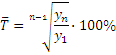 T̅ = ⁿ⁻¹√(yₙ/y₁) · 100%